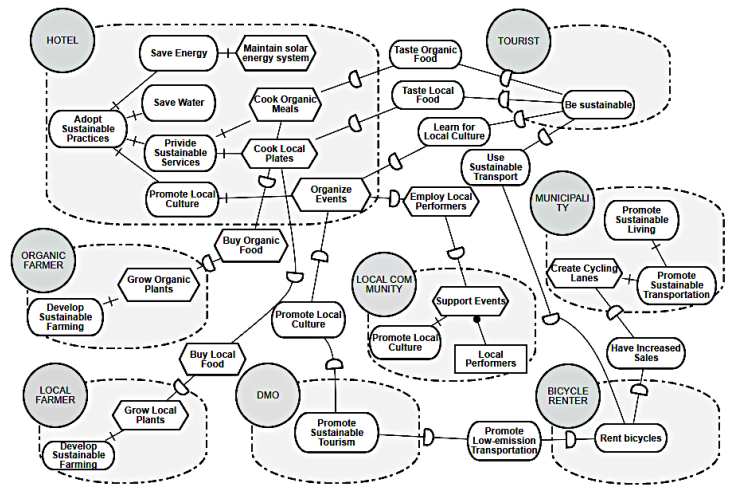 HOTEL
Save Energy
Maintain solar
energy system
Taste Organic
Food
TOURIST
Save Water
Cook Organic
Meals
Taste Local
Food
Be sustainable
Adopt
Sustainable
Practices
Privide
Sustainable
Services
Cook Local
Plates
Learn for
Local Culture
Use
Sustainable
Transport
Promote Local
Culture
Organize
Events
Employ Local
Performers
MUNICIPALI
TY
Promote
Sustainable
Living
ORGANIC
FARMER
Buy Organic
Food
Grow Organic
Plants
Develop
Sustainable
Farming
LOCAL COM
MUNITY
Support Events
Create Cycling
Lanes
Promote
Sustainable
Transportation
Promote Local
Culture
Promote Local
Culture
Local
Performers
Have Increased
Sales
Buy Local
Food
LOCAL
FARMER
Grow Local
Plants
Develop
Sustainable
Farming
DMO
Promote
Sustainable
Tourism
Promote
Low-emission
Transportation
BICYCLE
RENTER
Rent bicycles